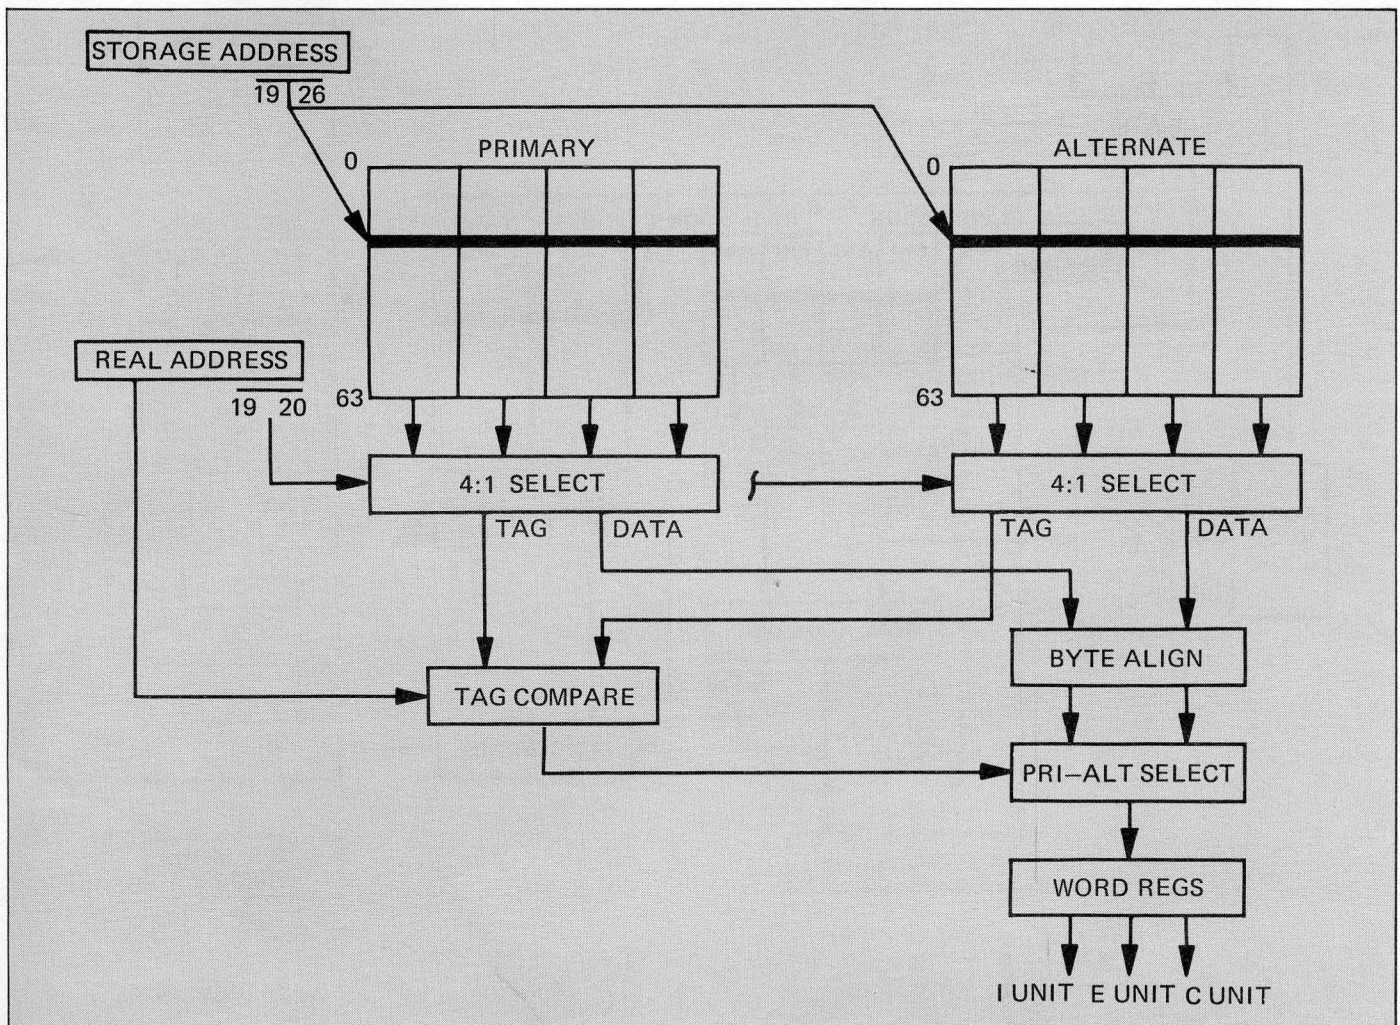 STORAGE ADDRESS
19 26
PRIMARY
ALTERNATE
0
0
REAL ADDRESS
19 20
63
63
4:1 SELECT
4:1 SELECT
TAG
DATA
TAG
DATA
BYTE ALIGN
TAG COMPARE
PRI–ALT SELECT
WORD REGS
I UNIT E UNIT C UNIT